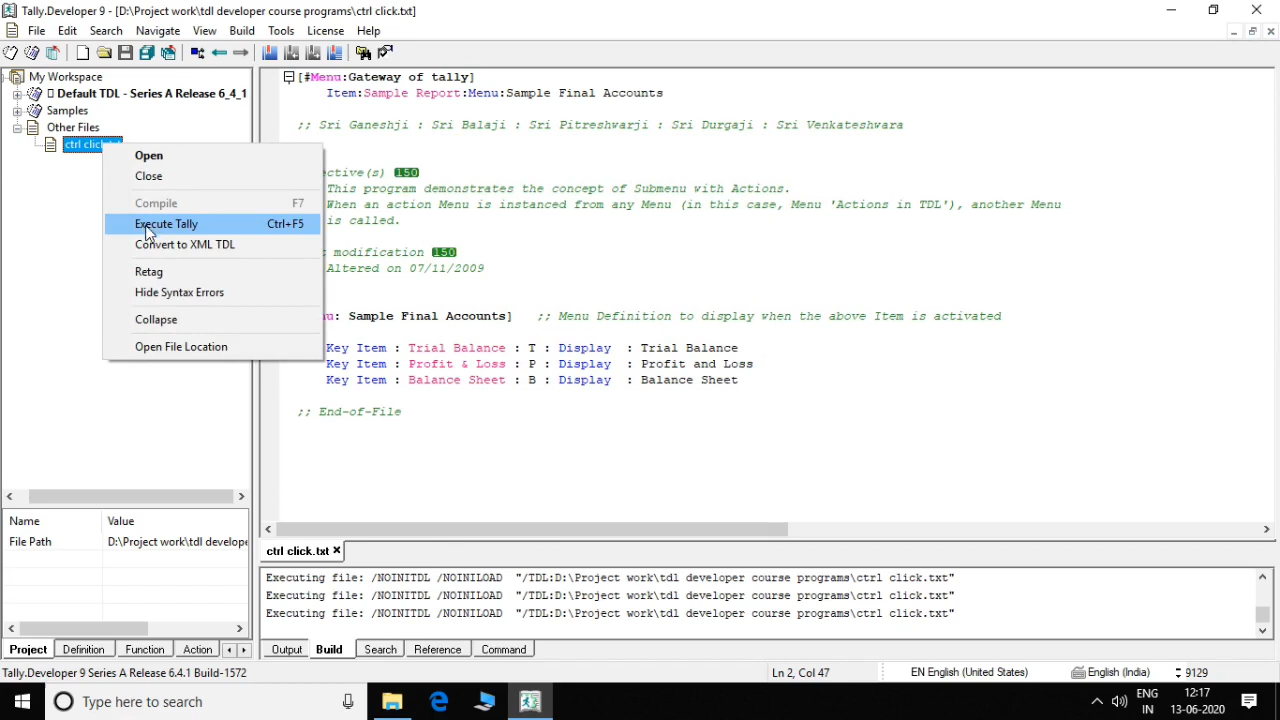 Tally.Developer 9 - [D:\Project work\tdl developer course programs\ctrl click.txt]
File Edit Search Navigate View Build Tools License Help
My Workspace
Default TDL - Series A Release 6_4_1
Samples
Other Files
ctrl click.t
Open
Close
Compile F7
Execute Tally Ctrl+F5
Convert to XML TDL
Retag
Hide Syntax Errors
Collapse
Open File Location
Name Value
File Path D:\Project work\tdl develope
Project Definition Function Action
[#Menu:Gateway of tally]
Item:Sample Report:Menu:Sample Final Accounts
;; Sri Ganeshji : Sri Balaji : Sri Pitreshwarji : Sri Durgaji : Sri Venkateshwara
ective(s) 150
This program demonstrates the concept of Submenu with Actions.
When an action Menu is instanced from any Menu (in this case, Menu 'Actions in TDL'), another Menu
is called.
modification 150
Altered on 07/11/2009
u: Sample Final Accounts] ;; Menu Definition to display when the above Item is activated
Key Item : Trial Balance : T : Display : Trial Balance
Key Item : Profit & Loss : P : Display : Profit and Loss
Key Item : Balance Sheet : B : Display : Balance Sheet
;; End-of-File
ctrl click.txt
Executing file: /NOINITDL /NOINILOAD "/TDL:D:\Project work\tdl developer course programs\ctrl click.txt"
Executing file: /NOINITDL /NOINILOAD "/TDL:D:\Project work\tdl developer course programs\ctrl click.txt"
Executing file: /NOINITDL /NOINILOAD "/TDL:D:\Project work\tdl developer course programs\ctrl click.txt"
Output Build Search Reference Command
Tally.Developer 9 Series A Release 6.4.1 Build-1572 Ln 2, Col 47 EN English (United States) English (India) 9129
Type here to search
ENG
IN
12:17
13-06-2020